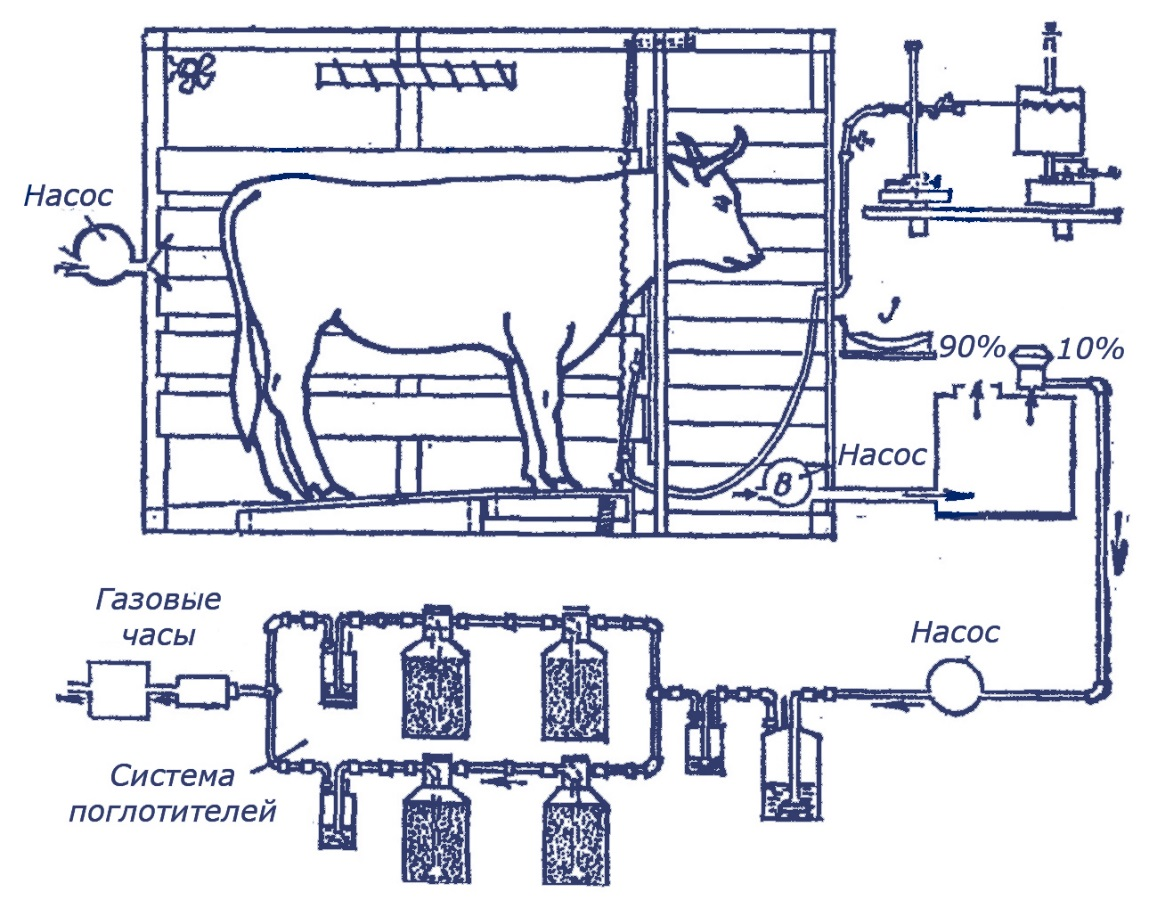 Насос
90%
10%
Насос
В
Газовые
часы
Насос
Система
поглотителей